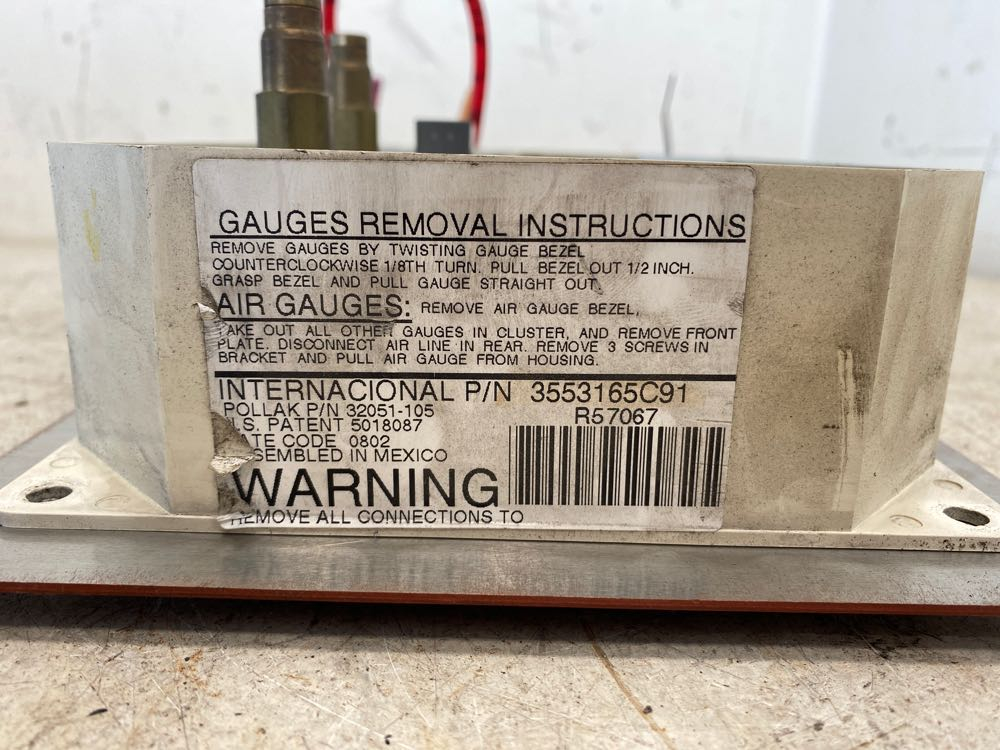 GAUGES REMOVAL INSTRUCTIONS
REMOVE GAUGES BY TWISTING GAUGE BEZEL
COUNTERCLOCKWISE 1/8TH TURN. PULL BEZEL OUT 1/2 INCH.
GRASP BEZEL AND PULL GAUGE STRAIGHT OUT.
AIR GAUGES: REMOVE AIR GAUGE BEZEL,
TAKE OUT ALL OTHER GAUGES IN CLUSTER, AND REMOVE FRONT
PLATE. DISCONNECT AIR LINE IN REAR. REMOVE 3 SCREWS IN
BRACKET AND PULL AIR GAUGE FROM HOUSING.
INTERNACIONAL P/N 3553165C91
POLLAK P/N 32051-105 R57067
.S. PATENT 5018087
TE CODE 0802
SEMBLED IN MEXICO
WARNING
REMOVE ALL CONNECTIONS TO